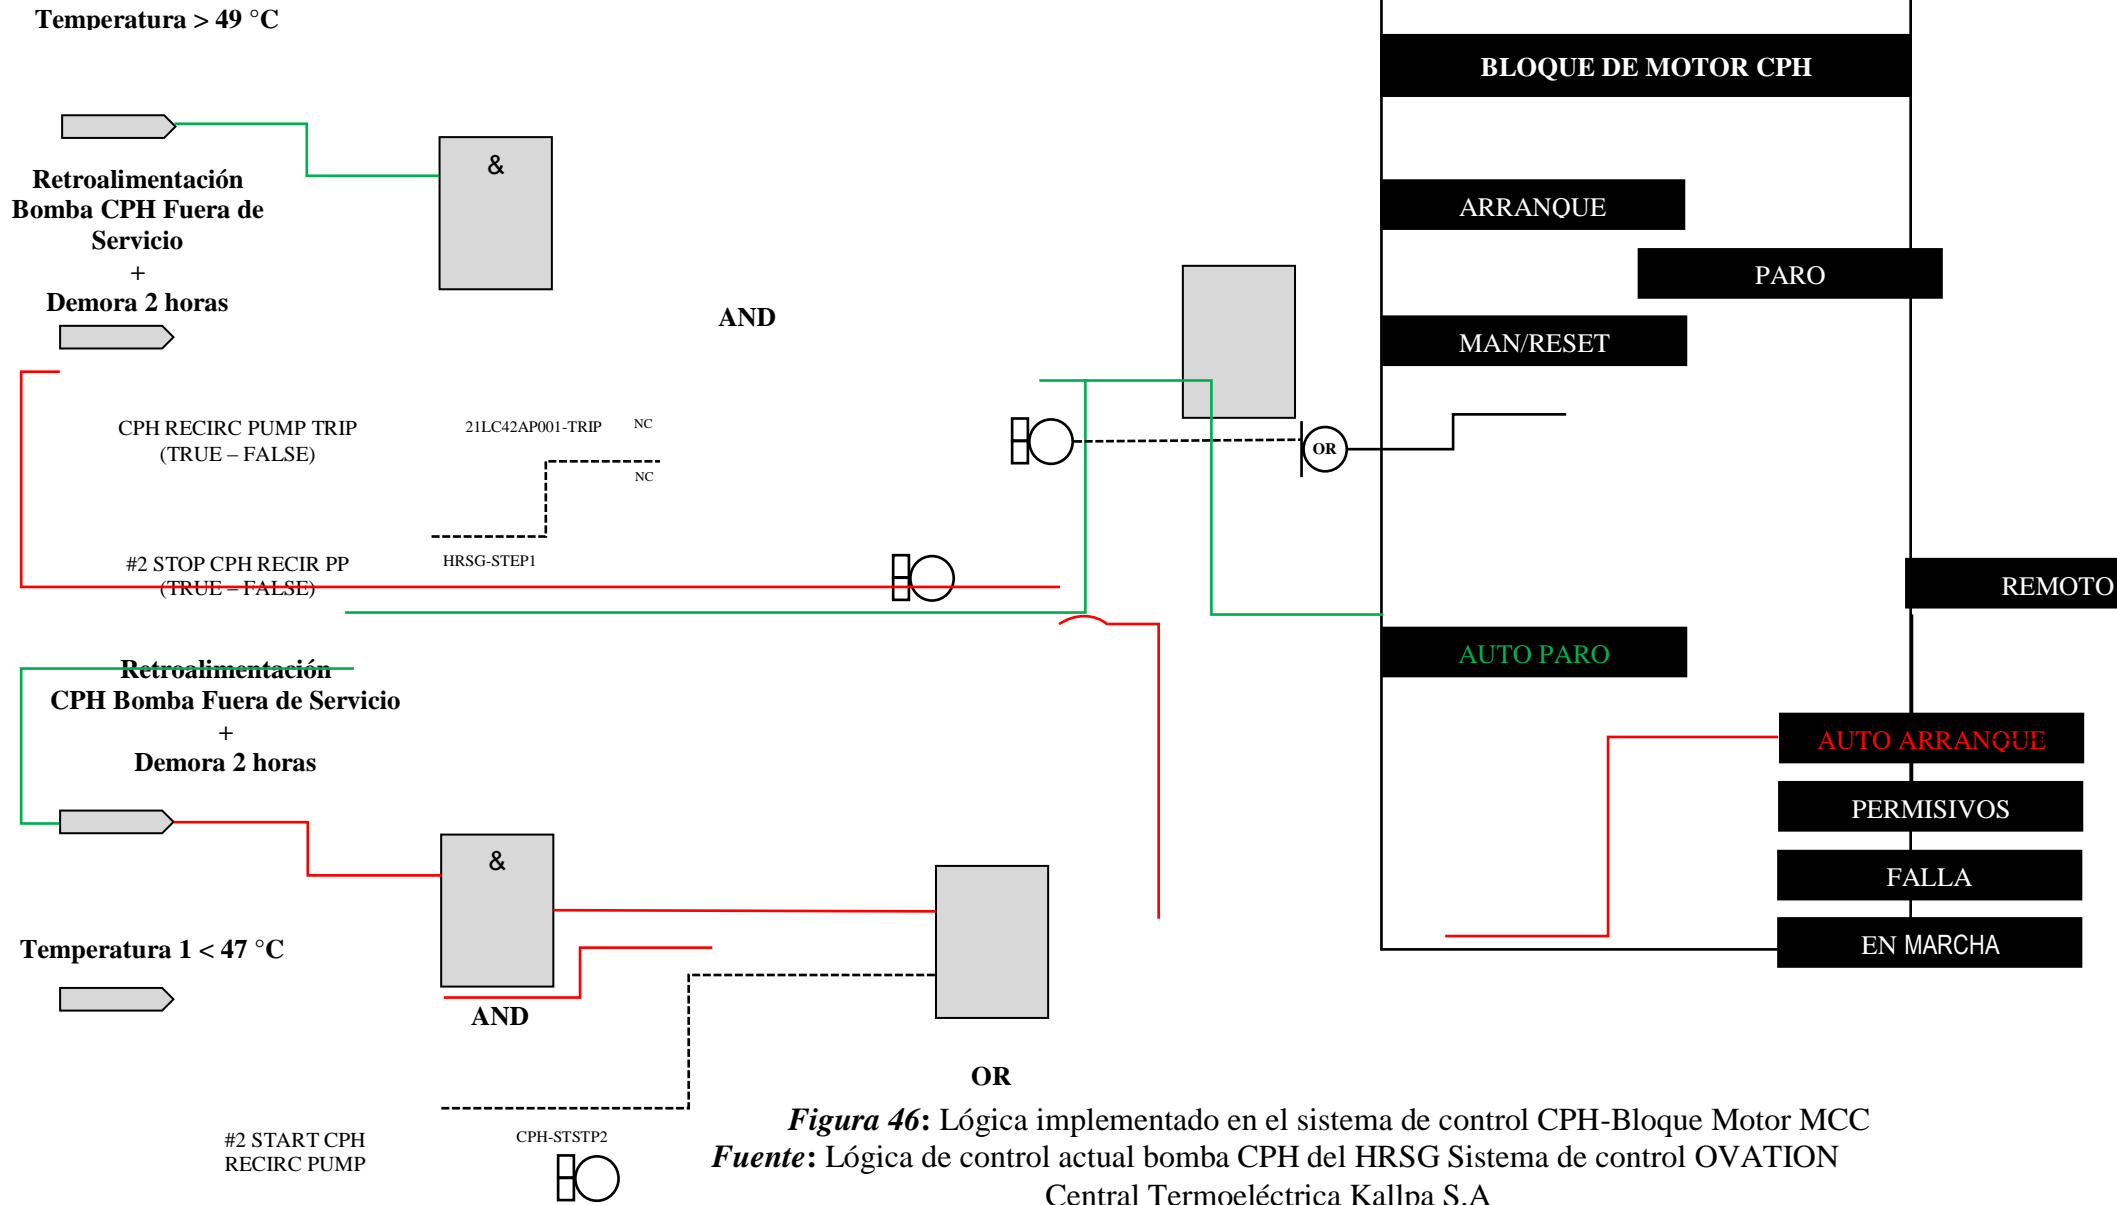 Temperatura > 49 °C
BLOQUE DE MOTOR CPH
&
Retroalimentación
Bomba CPH Fuera de
Servicio
+
Demora 2 horas
ARRANQUE
PARO
AND
MAN/RESET
CPH RECIRC PUMP TRIP
(TRUE – FALSE)
21LC42AP001-TRIP
NC
NC
OR
#2 STOP CPH RECIR PP
(TRUE – FALSE)
HRSG-STEP1
REMOTO
AUTO PARO
Retroalimentación
CPH Bomba Fuera de Servicio
+
Demora 2 horas
AUTO ARRANQUE
PERMISIVOS
&
FALLA
EN MARCHA
Temperatura 1 < 47 °C
AND
OR
#2 START CPH
RECIRC PUMP
CPH-STSTP2
Figura 46: Lógica implementado en el sistema de control CPH-Bloque Motor MCC
Fuente: Lógica de control actual bomba CPH del HRSG Sistema de control OVATION
Central Termoeléctrica Kallpa S.A